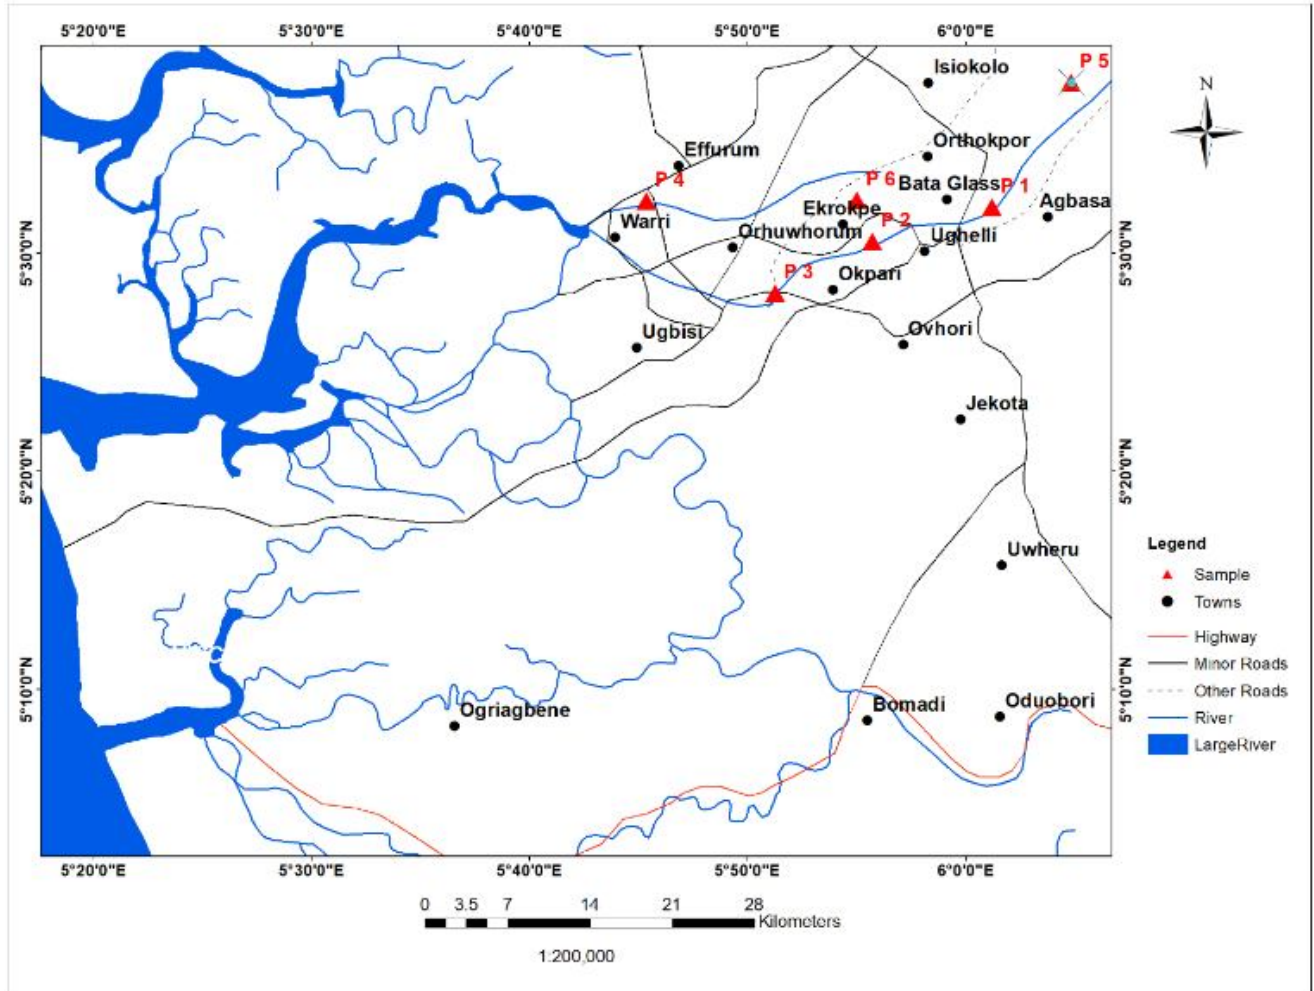 5°20'0"E 5°30'0"E 5°40'0"E 5°50'0"E 6°0'0"E
P 5
Isiokolo
N
Orthokpor
Effurum
P 4
P 6
Bata Glass
P 1
Agbasa
Ekrokpe
P 2
Warri
Orhuwhorum
Ughelli
5°30'0"N
5°30'0"N
P 3
Okpari
Ugbisi
Ovhori
Jekota
5°20'0"N
5°20'0"N
Uwheru
Legend
Sample
Towns
Highway
Minor Roads
Other Roads
River
LargeRiver
5°10'0"N
5°10'0"N
Ogriagbene
Bomadi
Oduobori
5°20'0"E 5°30'0"E 5°40'0"E 5°50'0"E 6°0'0"E
0 3.5 7 14 21 28
Kilometers
1:200,000